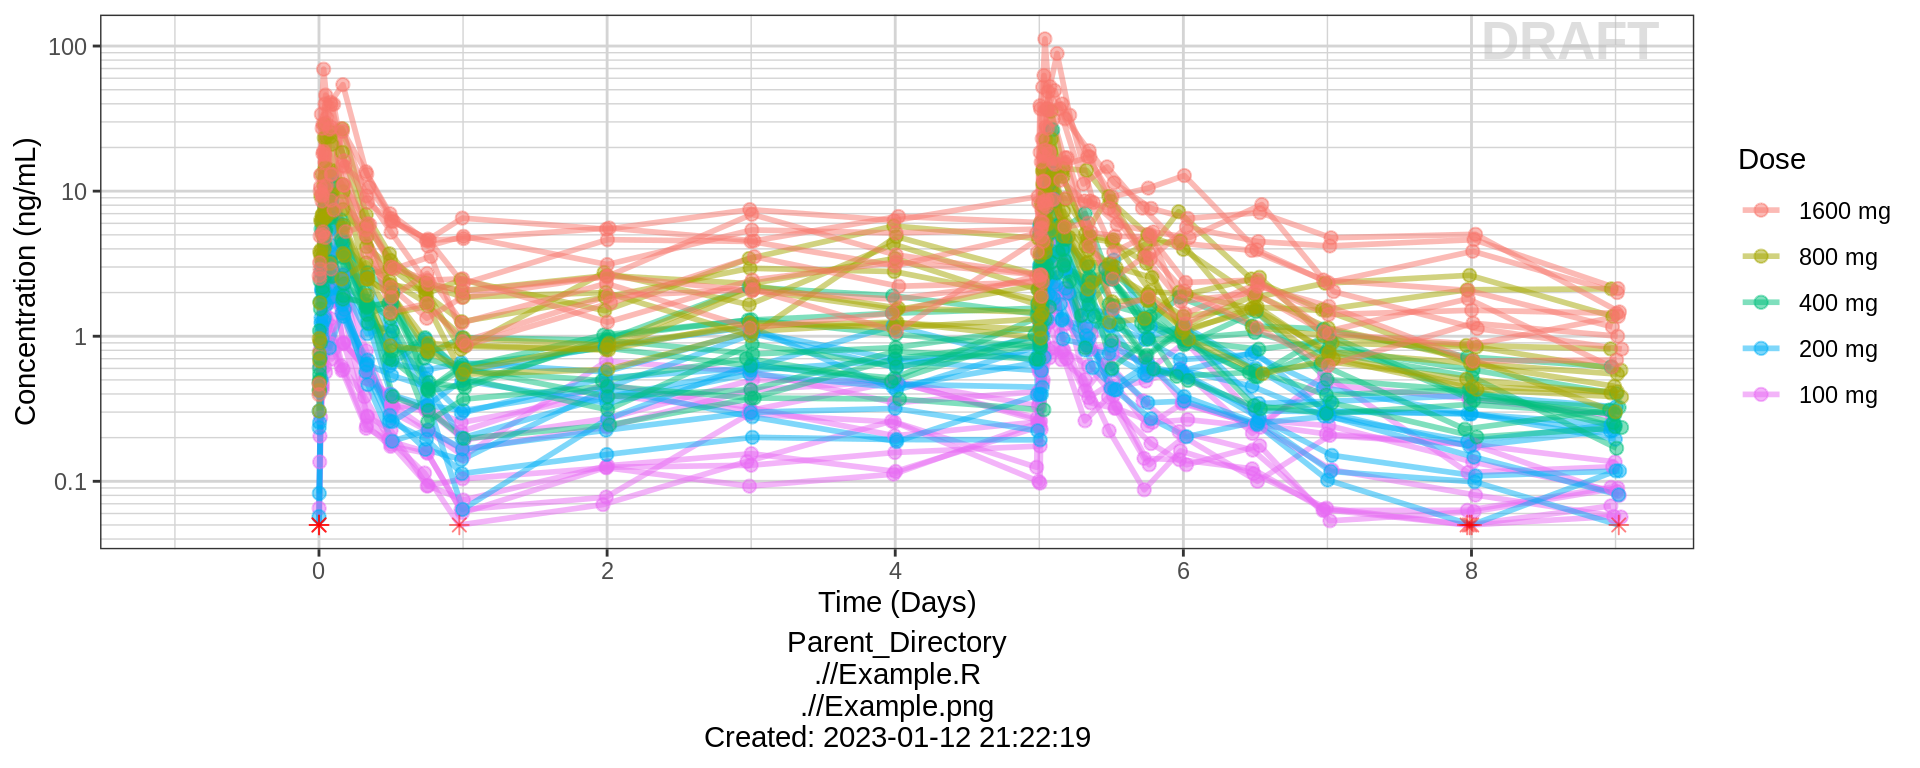 DRAFT
100
10
1
0.1
Concentration (ng/mL)
0 2 4 6 8
Time (Days)
Parent_Directory
.//Example.R
.//Example.png
Created: 2023-01-12 21:22:19
Dose
1600 mg
800 mg
400 mg
200 mg
100 mg